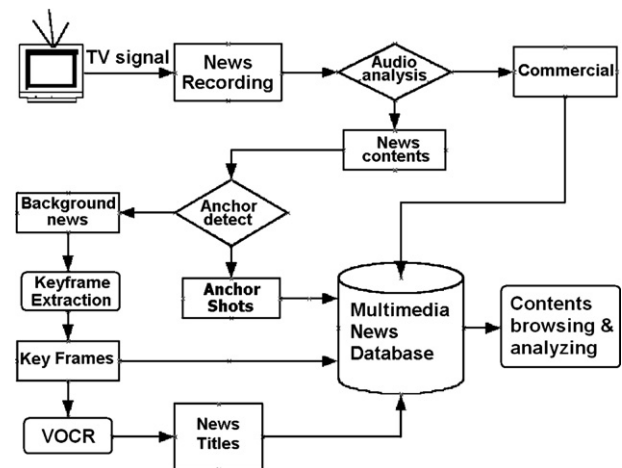 TV signal
News
Recording
Audio
analysis
Commercial
News
contents
Background
news
Anchor
detect
Keyframe
Extraction
Anchor
Shots
Multimedia
News
Database
Contents
browsing &
analyzing
Key Frames
VOCR
News
Titles